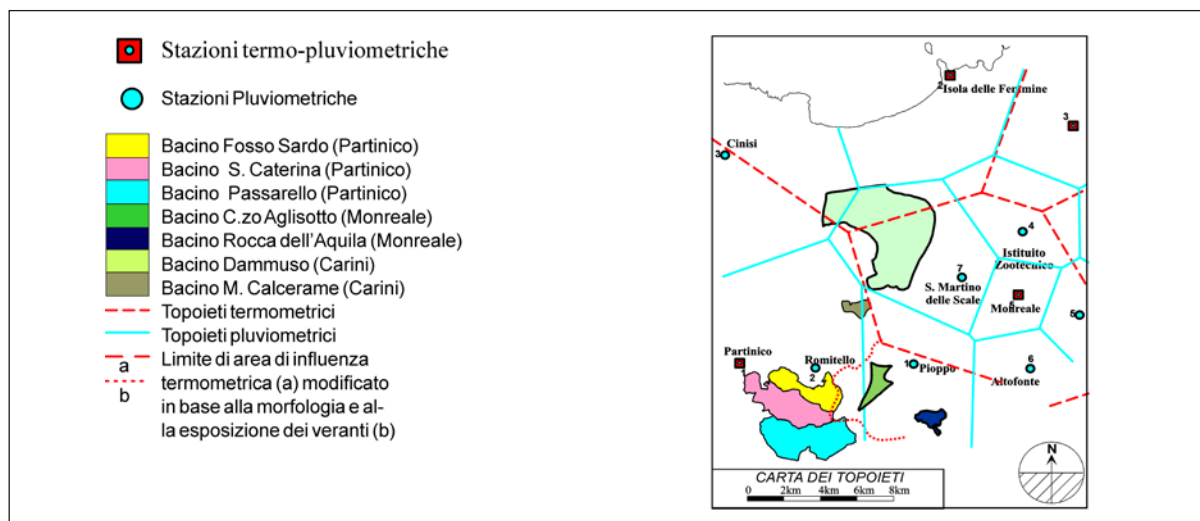 Stazioni termo-pluviometriche
Stazioni Pluviometriche
Bacino Fosso Sardo (Partinico)
Bacino S. Caterina (Partinico)
Bacino Passarello (Partinico)
Bacino C.zo Aglisotto (Monreale)
Bacino Rocca dell'Aquila (Monreale)
Bacino Dammuso (Carini)
Bacino M. Calcerame (Carini)
Topoieti termometrici
Topoieti pluviometrici
a Limite di area di influenza
b termometrica (a) modificato
in base alla morfologia e al-
la esposizione dei veranti (b)
2
Isola delle Femmine
3
Cinisi
3
4
Istituito
Zootecnico
7
S. Martino
delle Scale
5
Monreale
5
Partinico
Romitello
2
1
Pioppo
6
Altofonte
N
CARTA DEI TOPOIETI
0 2km 4km 6km 8km